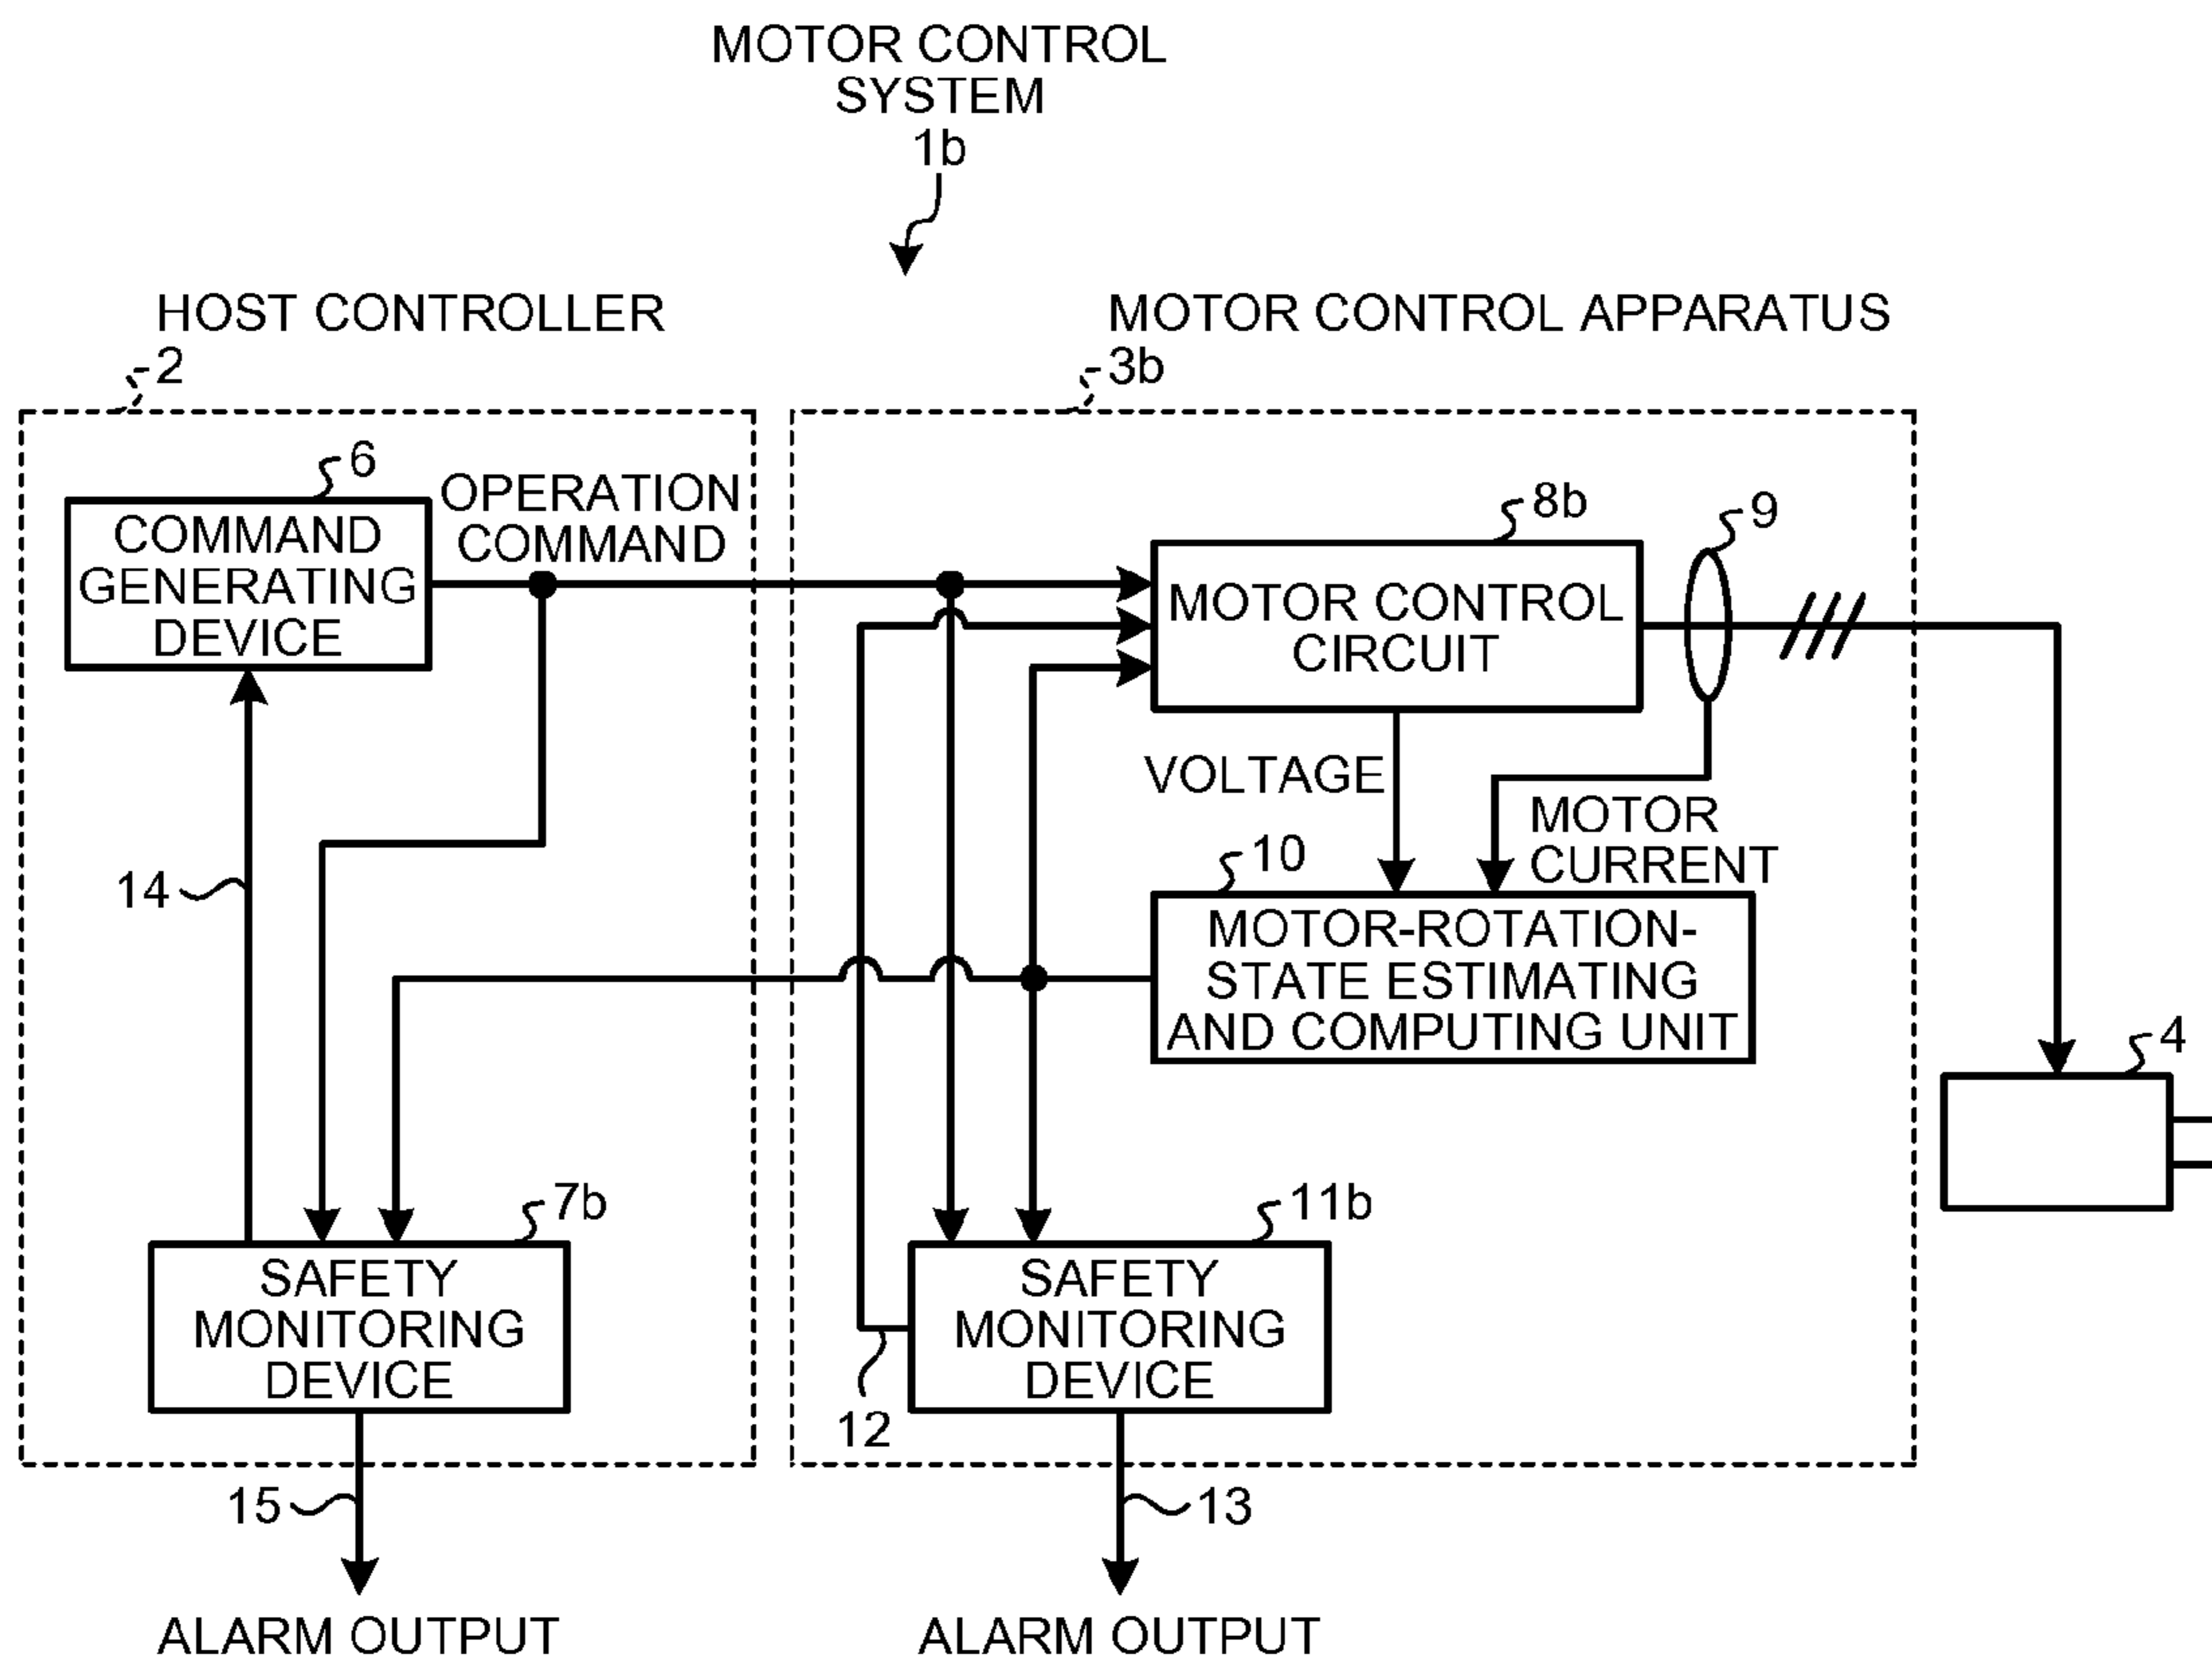 MOTOR CONTROL
SYSTEM
1b
HOST CONTROLLER
2
MOTOR CONTROL APPARATUS
3b
6
COMMAND
GENERATING
DEVICE
OPERATION
COMMAND
8b
MOTOR CONTROL
CIRCUIT
9
VOLTAGE
MOTOR
CURRENT
14
10
MOTOR-ROTATION-
STATE ESTIMATING
AND COMPUTING UNIT
4
7b
SAFETY
MONITORING
DEVICE
11b
SAFETY
MONITORING
DEVICE
12
15
13
ALARM OUTPUT
ALARM OUTPUT